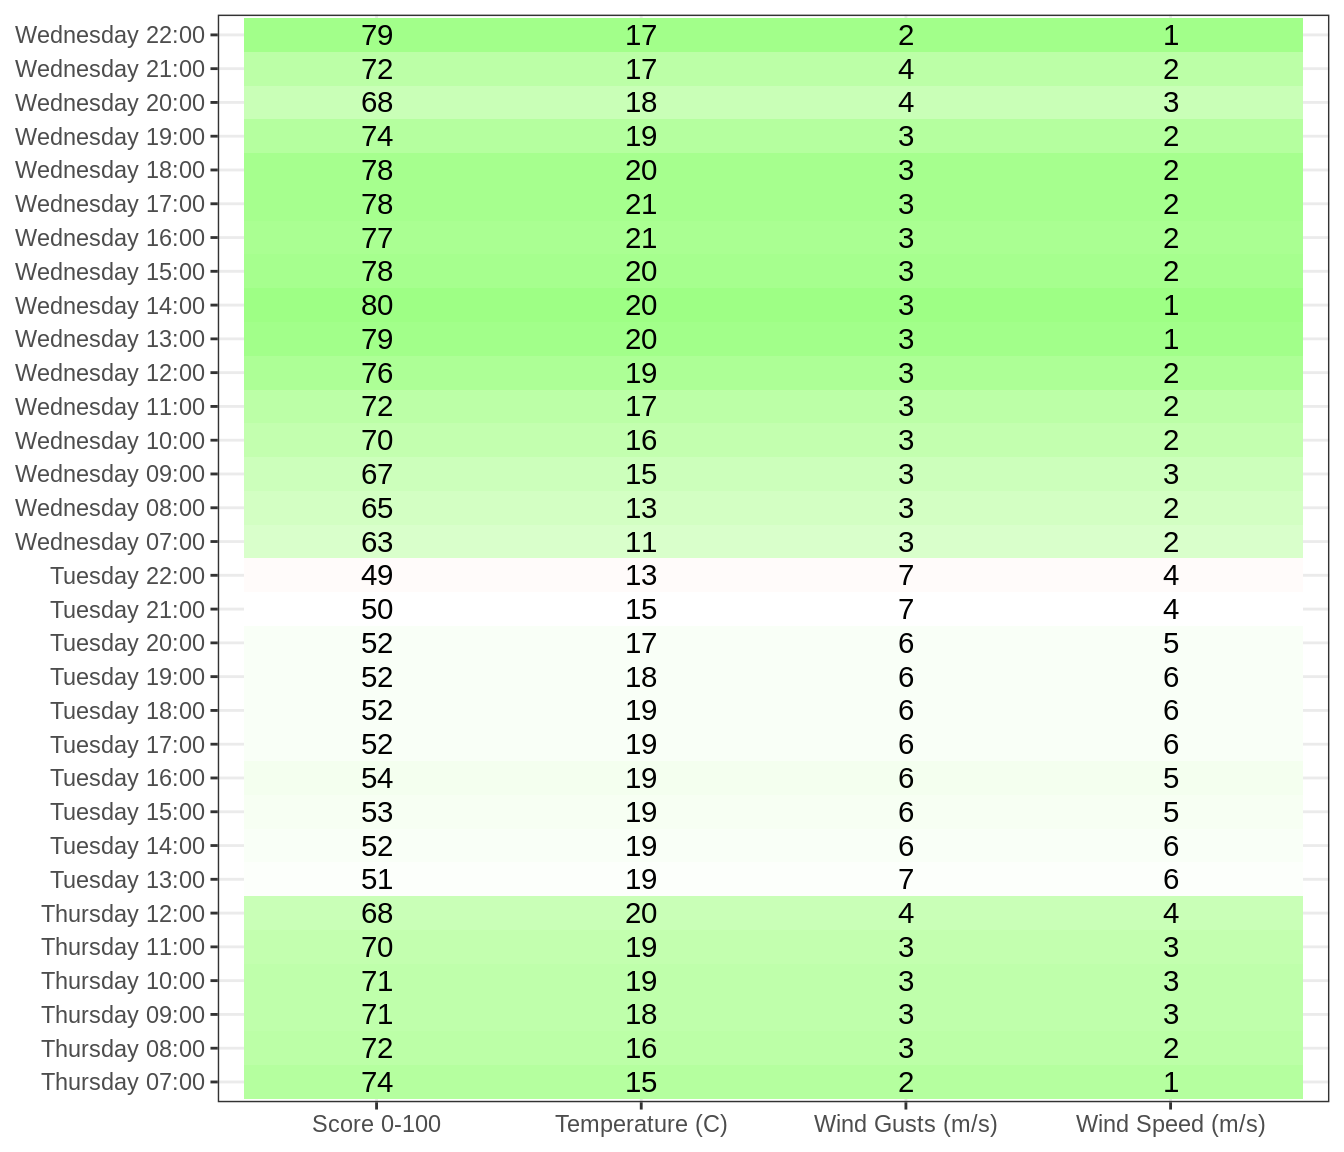 Wednesday 22:00 79 17 2 1
Wednesday 21:00 72 17 4 2
Wednesday 20:00 68 18 4 3
Wednesday 19:00 74 19 3 2
Wednesday 18:00 78 20 3 2
Wednesday 17:00 78 21 3 2
Wednesday 16:00 77 21 3 2
Wednesday 15:00 78 20 3 2
Wednesday 14:00 80 20 3 1
Wednesday 13:00 79 20 3 1
Wednesday 12:00 76 19 3 2
Wednesday 11:00 72 17 3 2
Wednesday 10:00 70 16 3 2
Wednesday 09:00 67 15 3 3
Wednesday 08:00 65 13 3 2
Wednesday 07:00 63 11 3 2
Tuesday 22:00 49 13 7 4
Tuesday 21:00 50 15 7 4
Tuesday 20:00 52 17 6 5
Tuesday 19:00 52 18 6 6
Tuesday 18:00 52 19 6 6
Tuesday 17:00 52 19 6 6
Tuesday 16:00 54 19 6 5
Tuesday 15:00 53 19 6 5
Tuesday 14:00 52 19 6 6
Tuesday 13:00 51 19 7 6
Thursday 12:00 68 20 4 4
Thursday 11:00 70 19 3 3
Thursday 10:00 71 19 3 3
Thursday 09:00 71 18 3 3
Thursday 08:00 72 16 3 2
Thursday 07:00 74 15 2 1
Score 0-100 Temperature (C) Wind Gusts (m/s) Wind Speed (m/s)